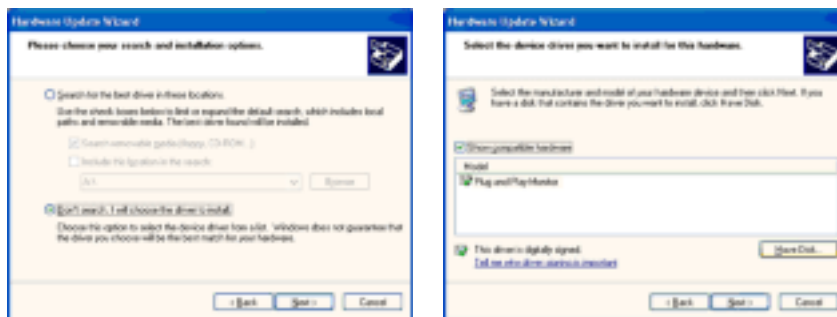 Hardware Update Wizard
Please choose your search and installation options.
Search for the best driver in these locations.
Use the check boxes below to limit or expand the default search, which includes local
paths and removable media. The best driver found will be installed.
Search removable media (floppy, CD-ROM...)
Include this location in the search:
A:\
Browse
Don't search. I will choose the driver to install.
Choose this option to select the device driver from a list. Windows does not guarantee that
the driver you choose will be the best match for your hardware.
< Back
Next >
Cancel
Hardware Update Wizard
Select the device driver you want to install for this hardware.
Select the manufacturer and model of your hardware device and then click Next. If you
have a disk that contains the driver you want to install, click Have Disk.
Show compatible hardware
Model
Plug and Play Monitor
This driver is digitally signed.
Tell me why driver signing is important
Have Disk...
< Back
Next >
Cancel